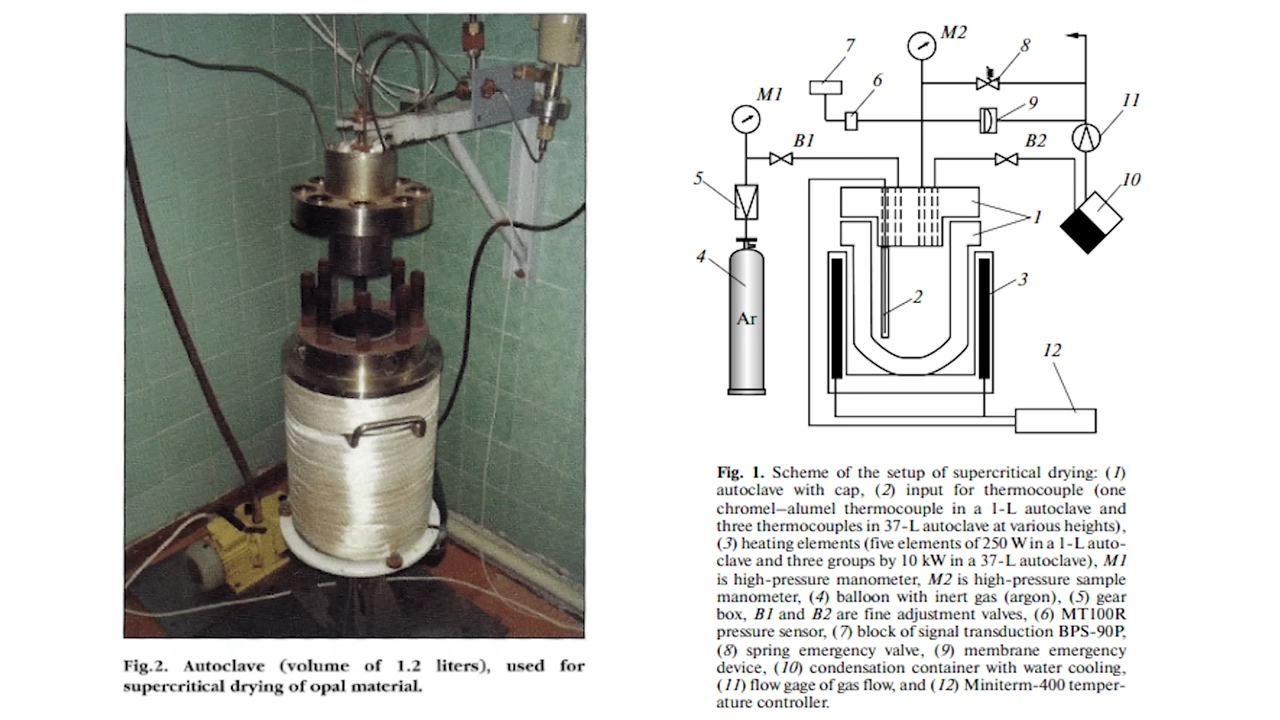 Fig.2. Autoclave (volume of 1.2 liters), used for
supercritical drying of opal material.
M2
8
7
6
M1
9
11
B1
B2
5
10
1
4
2
3
Ar
12
Fig. 1. Scheme of the setup of supercritical drying: (1)
autoclave with cap, (2) input for thermocouple (one
chromel–alumel thermocouple in a 1-L autoclave and
three thermocouples in 37-L autoclave at various heights),
(3) heating elements (five elements of 250 W in a 1-L auto-
clave and three groups by 10 kW in a 37-L autoclave), M1
is high-pressure manometer, M2 is high-pressure sample
manometer, (4) balloon with inert gas (argon), (5) gear
box, B1 and B2 are fine adjustment valves, (6) MT100R
pressure sensor, (7) block of signal transduction BPS-90P,
(8) spring emergency valve, (9) membrane emergency
device, (10) condensation container with water cooling,
(11) flow gage of gas flow, and (12) Miniterm-400 temper-
ature controller.